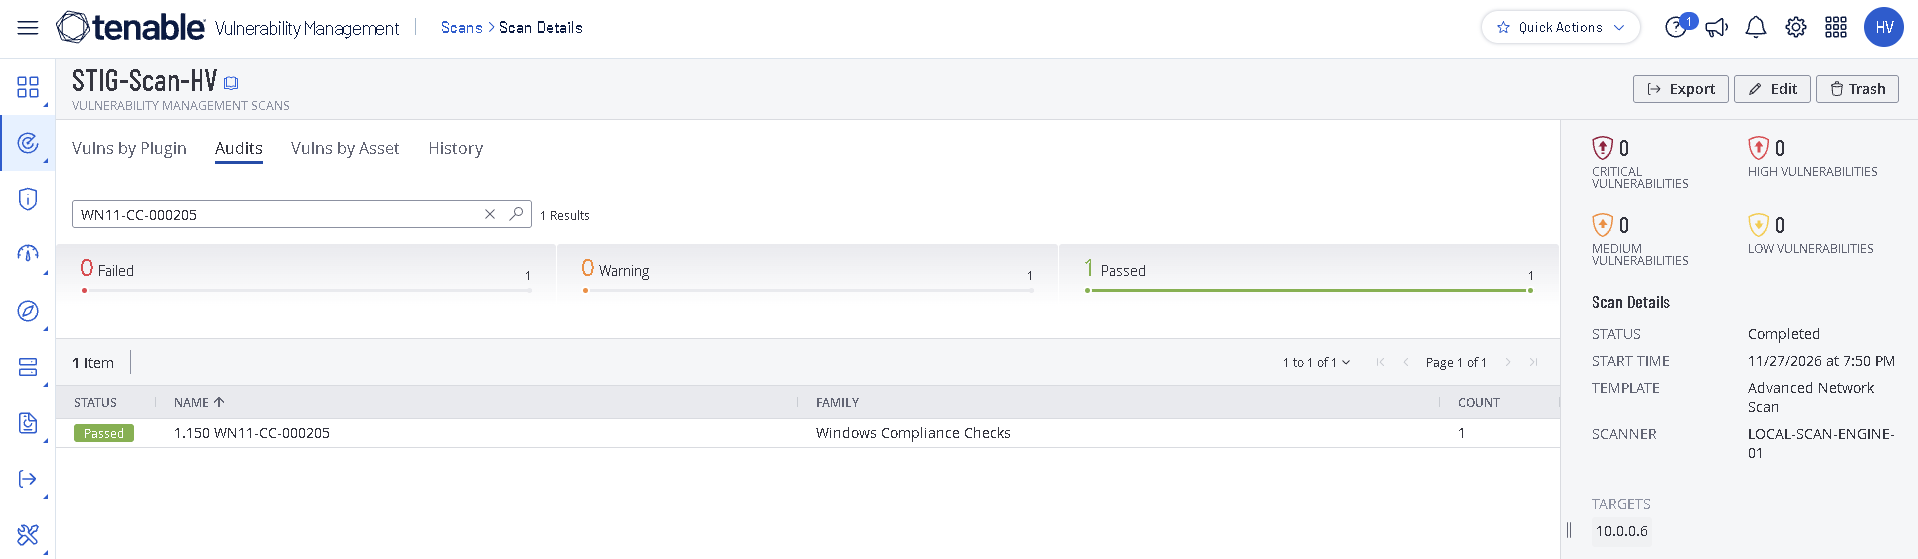 tenable Vulnerability Management Scans > Scan Details Quick Actions 1 HV
STIG-Scan-HV
VULNERABILITY MANAGEMENT SCANS
Export Edit Trash
Vulns by Plugin Audits Vulns by Asset History
WN11-CC-000205 1 Results
0 Failed 1
0 Warning 1
1 Passed 1
1 Item 1 to 1 of 1 Page 1 of 1
STATUS NAME FAMILY COUNT
Passed 1.150 WN11-CC-000205 Windows Compliance Checks 1
0
CRITICAL
VULNERABILITIES
0
HIGH VULNERABILITIES
0
MEDIUM
VULNERABILITIES
0
LOW VULNERABILITIES
Scan Details
STATUS Completed
START TIME 11/27/2026 at 7:50 PM
TEMPLATE Advanced Network
Scan
SCANNER LOCAL-SCAN-ENGINE-
01
TARGETS
10.0.0.6